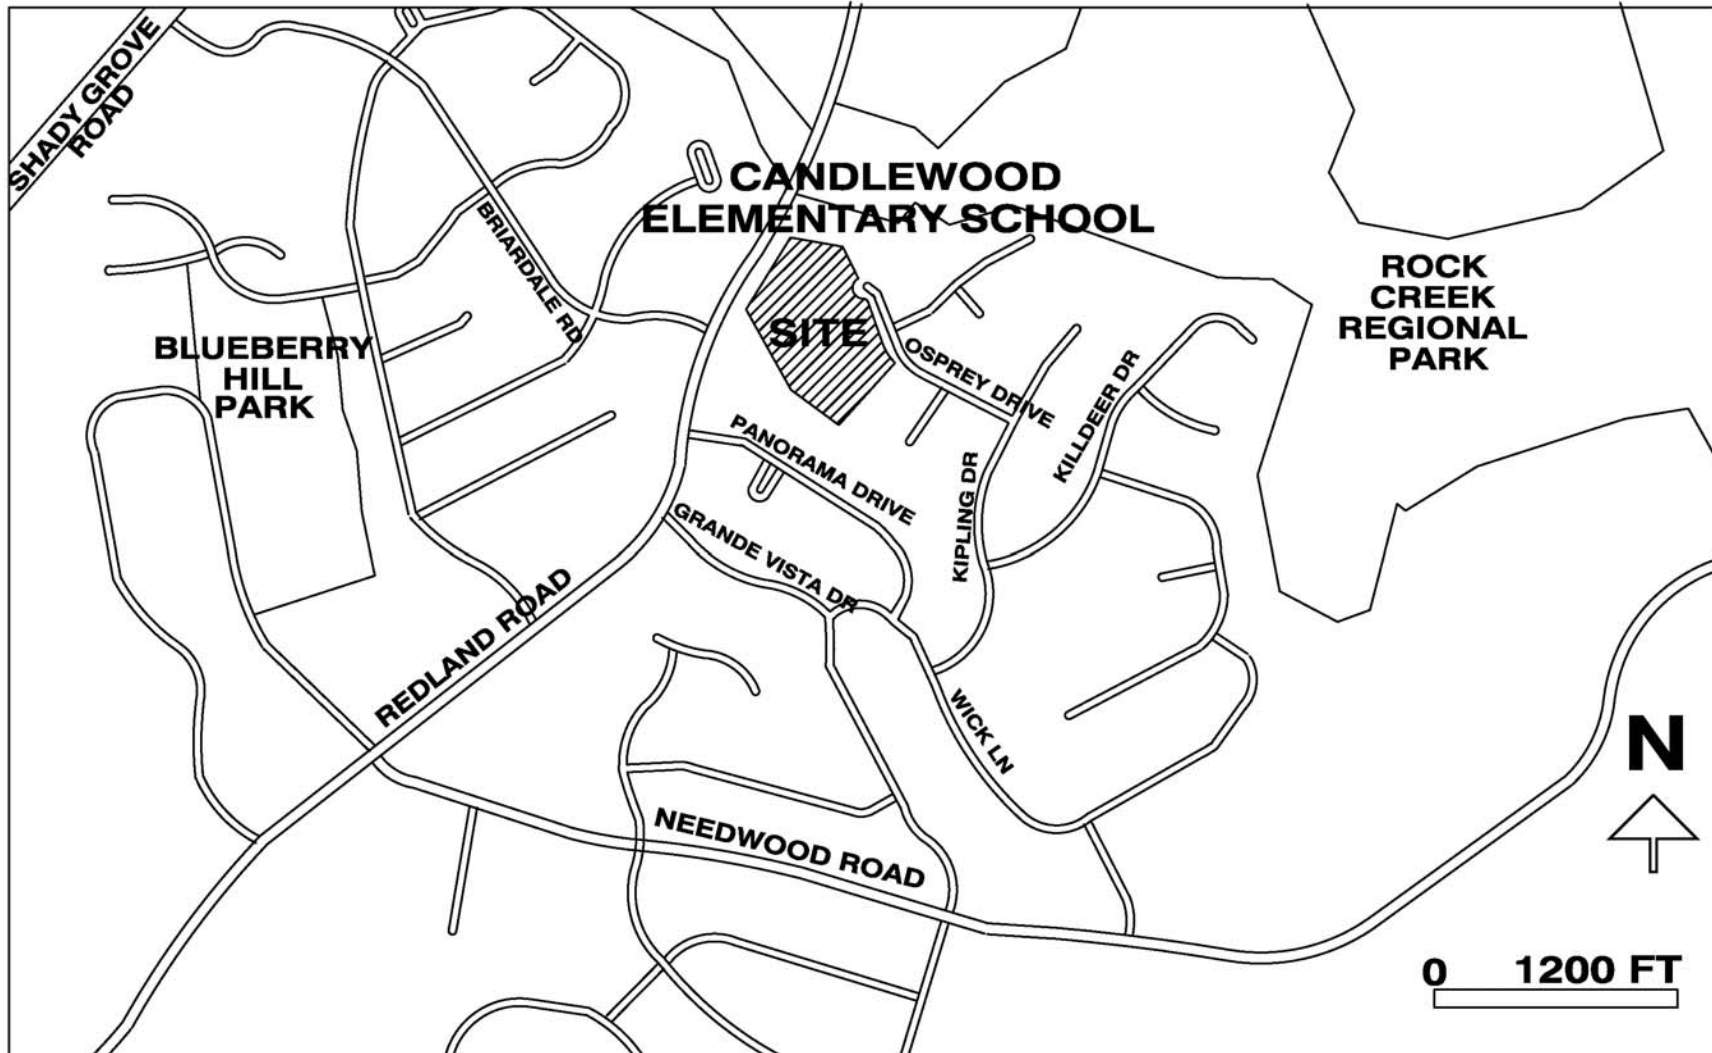 SHADY GROVE
ROAD
CANDLEWOOD
ELEMENTARY SCHOOL
BRIARDALE RD
ROCK
CREEK
REGIONAL
PARK
SITE
BLUEBERRY
HILL
PARK
OSPREY DRIVE
KILLDEER DR
PANORAMA DRIVE
KIPLING DR
GRANDE VISTA DR
REDLAND ROAD
WICK LN
N
NEEDWOOD ROAD
0 1200 FT